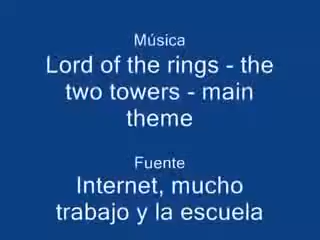 Música
Lord of the rings - the
two towers - main
theme
Fuente
Internet, mucho
trabajo y la escuela